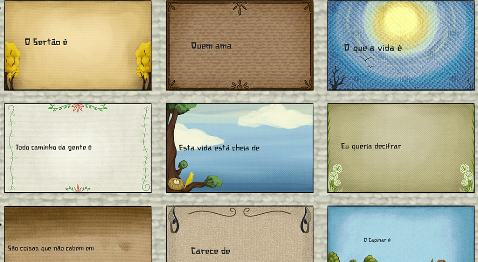 O Sertão é
Quem ama
O que a vida é
Todo caminho da gente é
Esta vida está cheia de
Eu queria decifrar
São coisas que não cabem em
Carece de
O Capinar é